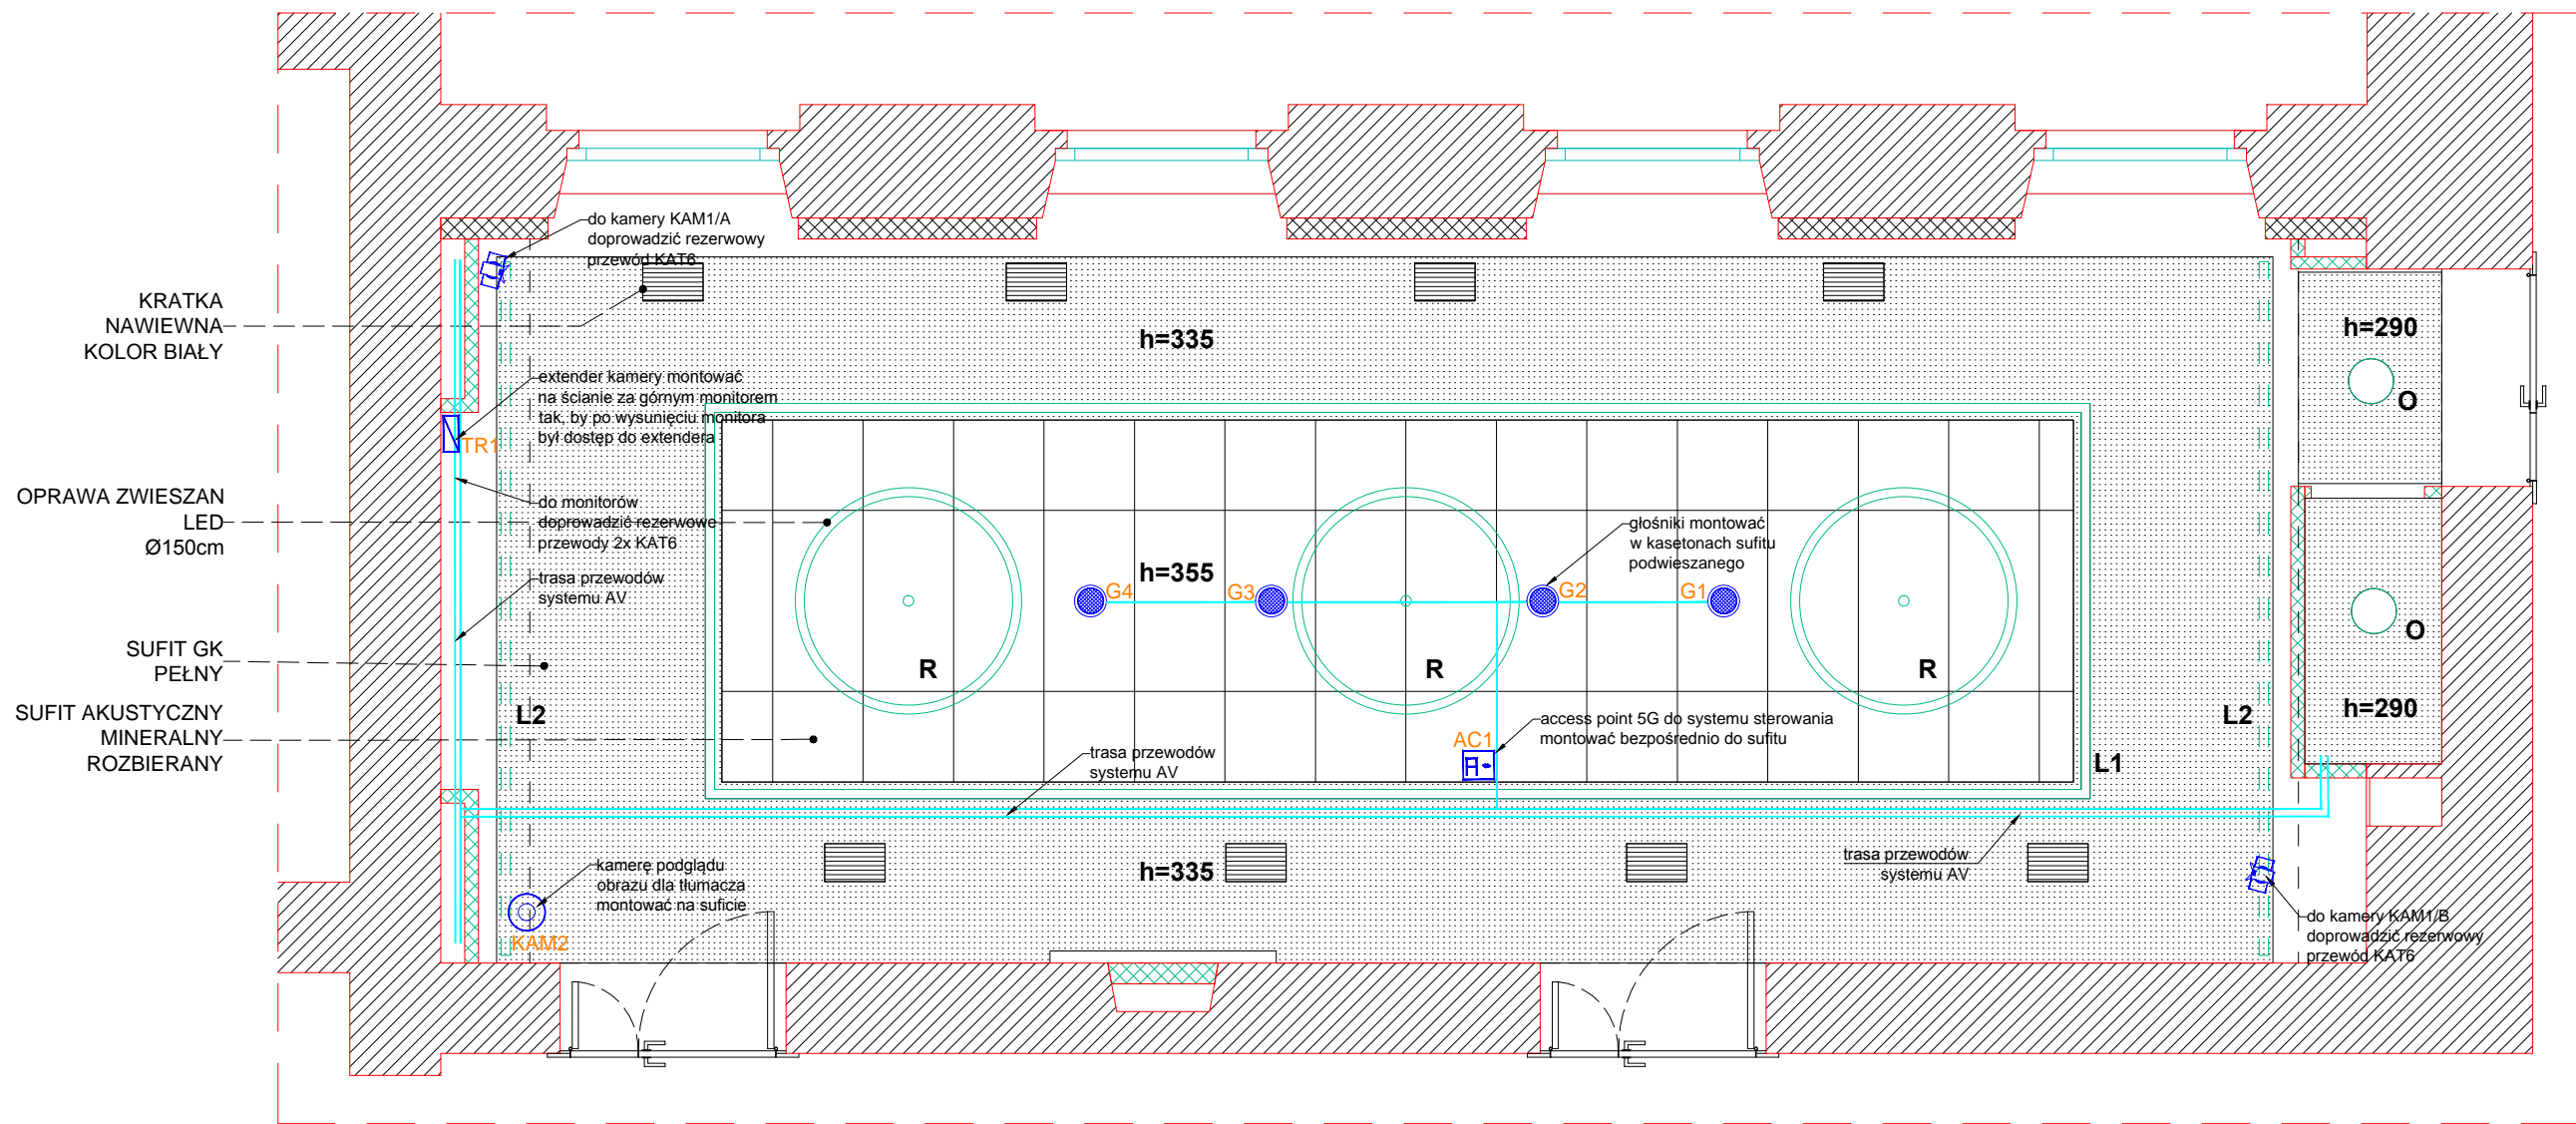 do kamery KAM1/A
doprowadzić rezerwowy
przewód KAT6
KRATKA
NAWIEWNA
KOLOR BIAŁY
h=335
h=290
O
extender kamery montować
na ścianie za górnym monitorem
tak, by po wysunięciu monitora
był dostęp do extendera
TR1
OPRAWA ZWIESZAN
LED
Ø150cm
do monitorów
doprowadzić rezerwowe
przewody 2x KAT6
trasa przewodów
systemu AV
głośniki montować
w kasetonach sufitu
podwieszanego
h=355
G4
G3
G2
G1
O
SUFIT GK
PEŁNY
R
R
R
SUFIT AKUSTYCZNY
MINERALNY
ROZBIERANY
L2
L2
h=290
access point 5G do systemu sterowania
montować bezpośrednio do sufitu
AC1
trasa przewodów
systemu AV
L1
kamerę podglądu
obrazu dla tłumacza
montować na suficie
KAM2
h=335
trasa przewodów
systemu AV
do kamery KAM1/B
doprowadzić rezerwowy
przewód KAT6